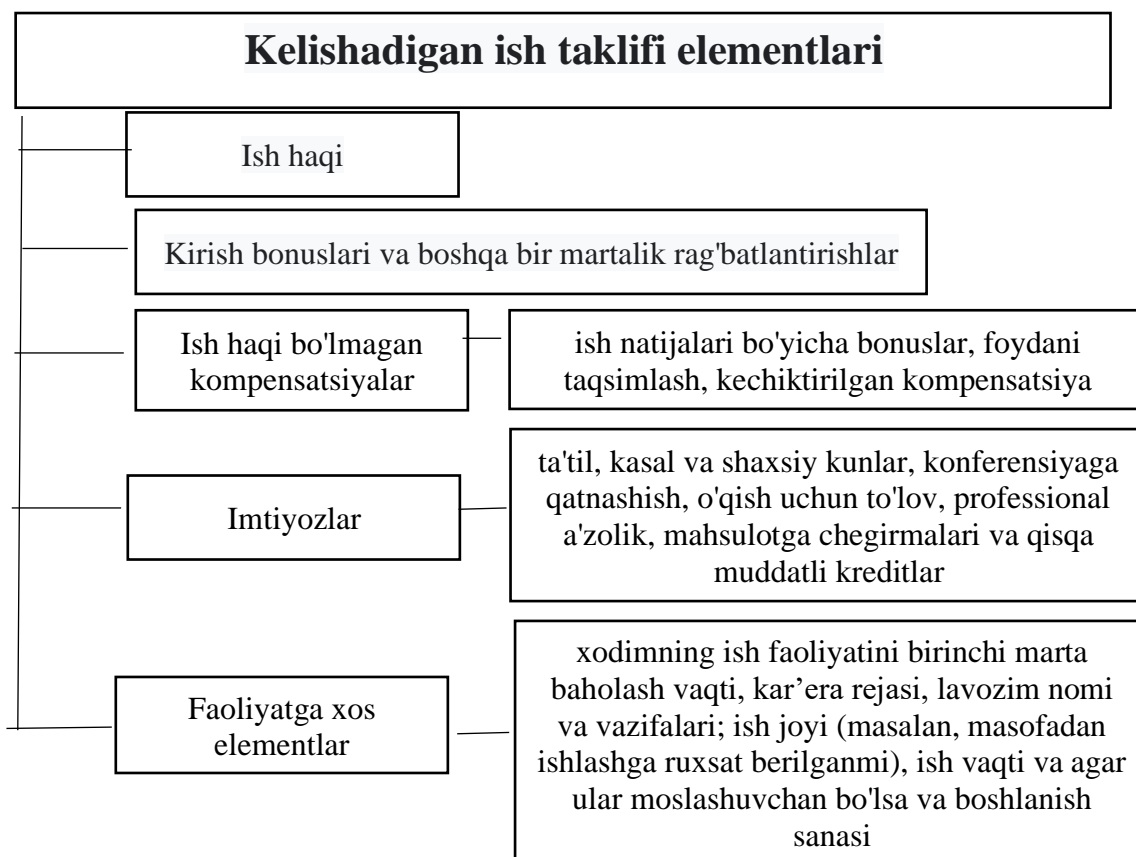 Kelishadigan ish taklifi elementlari
Ish haqi
Kirish bonuslari va boshqa bir martalik rag'batlantirishlar
Ish haqi bo'lmagan
kompensatsiyalar
ish natijalari bo'yicha bonuslar, foydani
taqsimlash, kechiktirilgan kompensatsiya
Imtiyozlar
ta'til, kasal va shaxsiy kunlar, konferensiyaga
qatnashish, o'qish uchun to'lov, professional
a'zolik, mahsulotga chegirmalari va qisqa
muddatli kreditlar
Faoliyatga xos
elementlar
xodimning ish faoliyatini birinchi marta
baholash vaqti, kar’era rejasi, lavozim nomi
va vazifalari; ish joyi (masalan, masofadan
ishlashga ruxsat berilganmi), ish vaqti va agar
ular moslashuvchan bo'lsa va boshlanish
sanasi